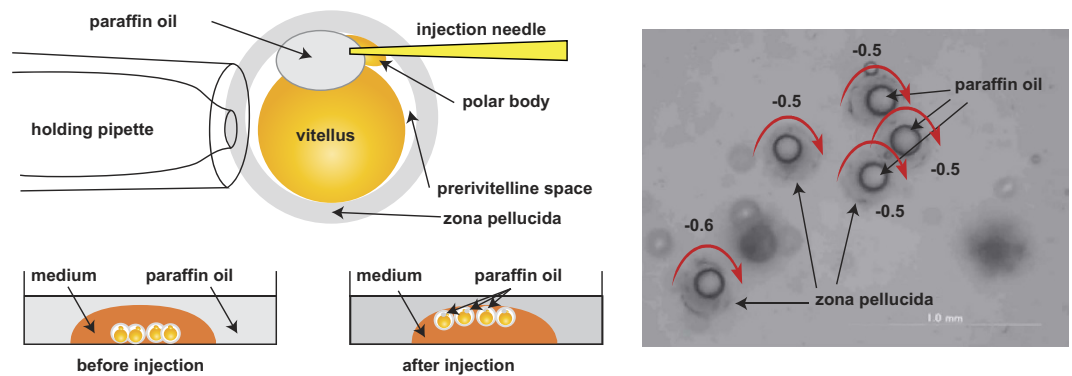 paraffin oil
injection needle
polar body
holding pipette
vitellus
prerivitelline space
zona pellucida
medium
paraffin oil
before injection
medium
paraffin oil
after injection
-0.5
paraffin oil
-0.5
-0.5
-0.5
-0.6
zona pellucida
1.0 mm